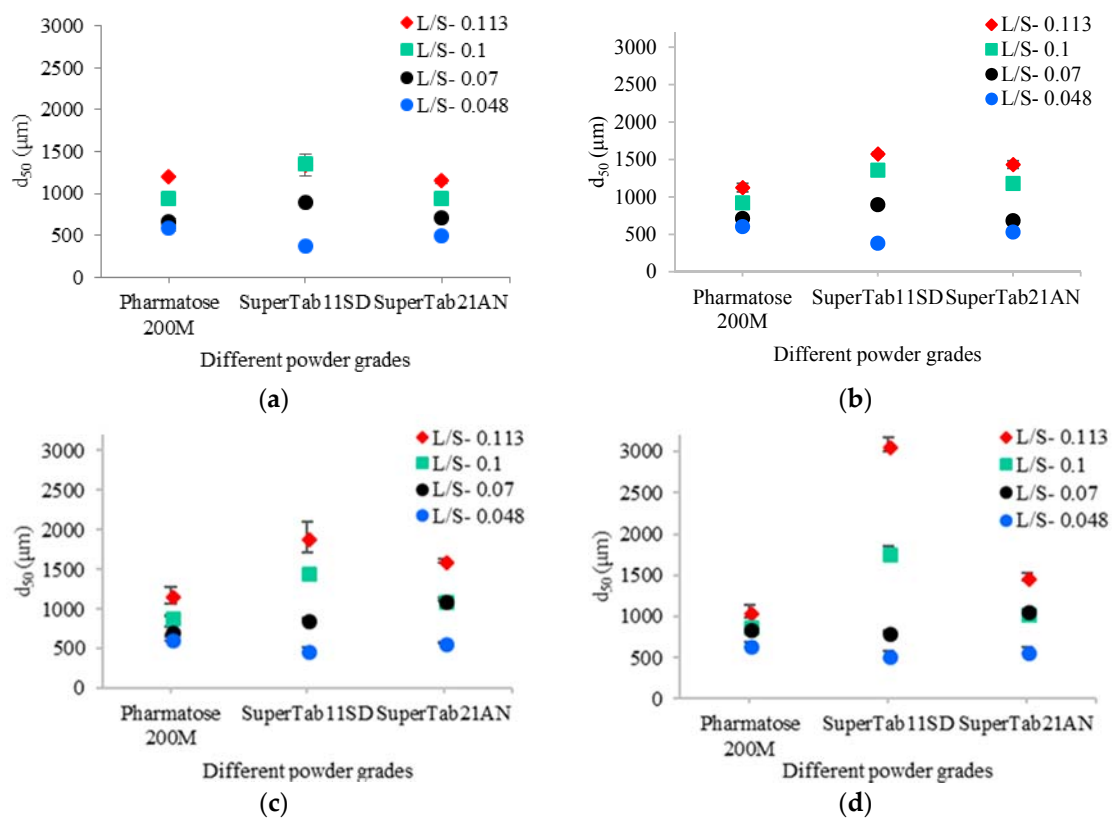 3000
2500
2000
1500
1000
500
0
d50 (μm)
L/S- 0.113
L/S- 0.1
L/S- 0.07
L/S- 0.048
Pharmatose 200M
SuperTab11SD
SuperTab21AN
Different powder grades
(a)
3000
2500
2000
1500
1000
500
0
d50 (μm)
L/S- 0.113
L/S- 0.1
L/S- 0.07
L/S- 0.048
Pharmatose
200M
SuperTab11SD
SuperTab21AN
Different powder grades
(b)
3000
2500
2000
1500
1000
500
0
d50 (μm)
L/S- 0.113
L/S- 0.1
L/S- 0.07
L/S- 0.048
Pharmatose
200M
SuperTab11SD
SuperTab21AN
Different powder grades
(c)
3000
2500
2000
1500
1000
500
0
d50 (μm)
L/S- 0.113
L/S- 0.1
L/S- 0.07
L/S- 0.048
Pharmatose
200M
SuperTab11SD
SuperTab21AN
Different powder grades
(d)